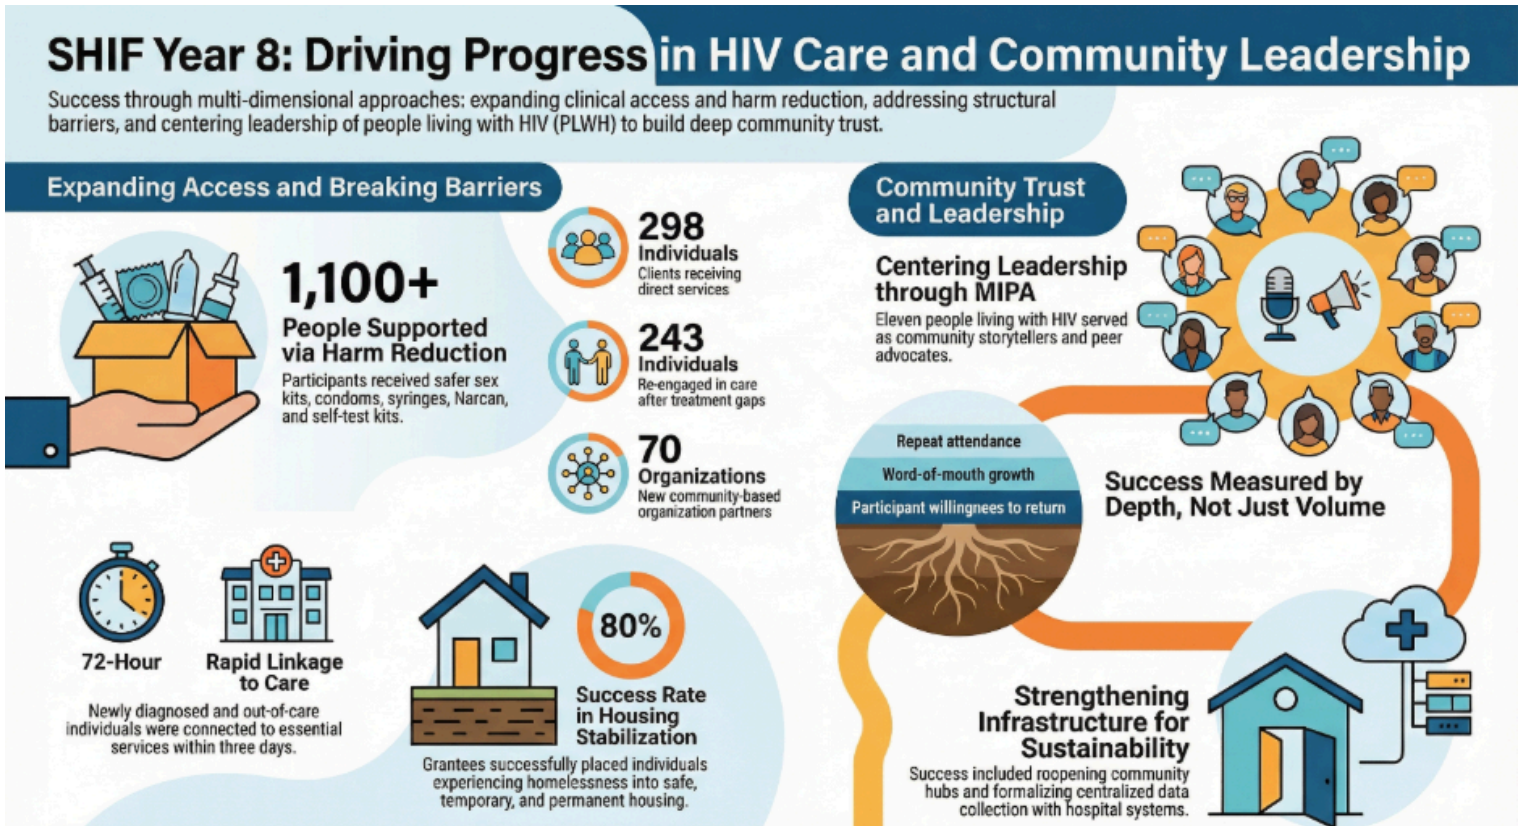 SHIF Year 8: Driving Progress in HIV Care and Community Leadership
Success through multi-dimensional approaches: expanding clinical access and harm reduction, addressing structural
barriers, and centering leadership of people living with HIV (PLWH) to build deep community trust.
Expanding Access and Breaking Barriers
1,100+
People Supported
via Harm Reduction
Participants received safer sex
kits, condoms, syringes, Narcan,
and self-test kits.
298
Individuals
Clients receiving
direct services
243
Individuals
Re-engaged in care
after treatment gaps
70
Organizations
New community-based
organization partners
72-Hour
Rapid Linkage
to Care
Newly diagnosed and out-of-care
individuals were connected to essential
services within three days.
80%
Success Rate
in Housing
Stabilization
Grantees successfully placed individuals
experiencing homelessness into safe,
temporary, and permanent housing.
Community Trust
and Leadership
Centering Leadership
through MIPA
Eleven people living with HIV served
as community storytellers and peer
advocates.
Repeat attendance
Word-of-mouth growth
Participant willingnees to return
Success Measured by
Depth, Not Just Volume
Strengthening
Infrastructure for
Sustainability
Success included roopening community
hubs and formalizing centralized data
collection with hospital systems.